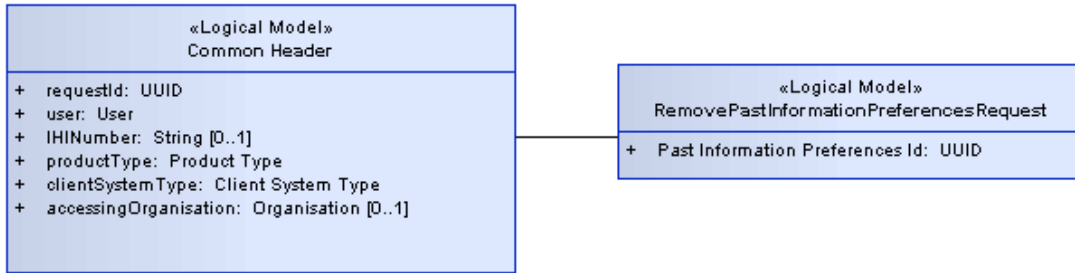 «Logical Model»
Common Header
+ requestId: UUID
+ user: User
+ IHINumber: String [0..1]
+ productType: Product Type
+ clientSystemType: Client System Type
+ accessingOrganisation: Organisation [0..1]
«Logical Model»
RemovePastInformationPreferencesRequest
+ Past Information Preferences Id: UUID